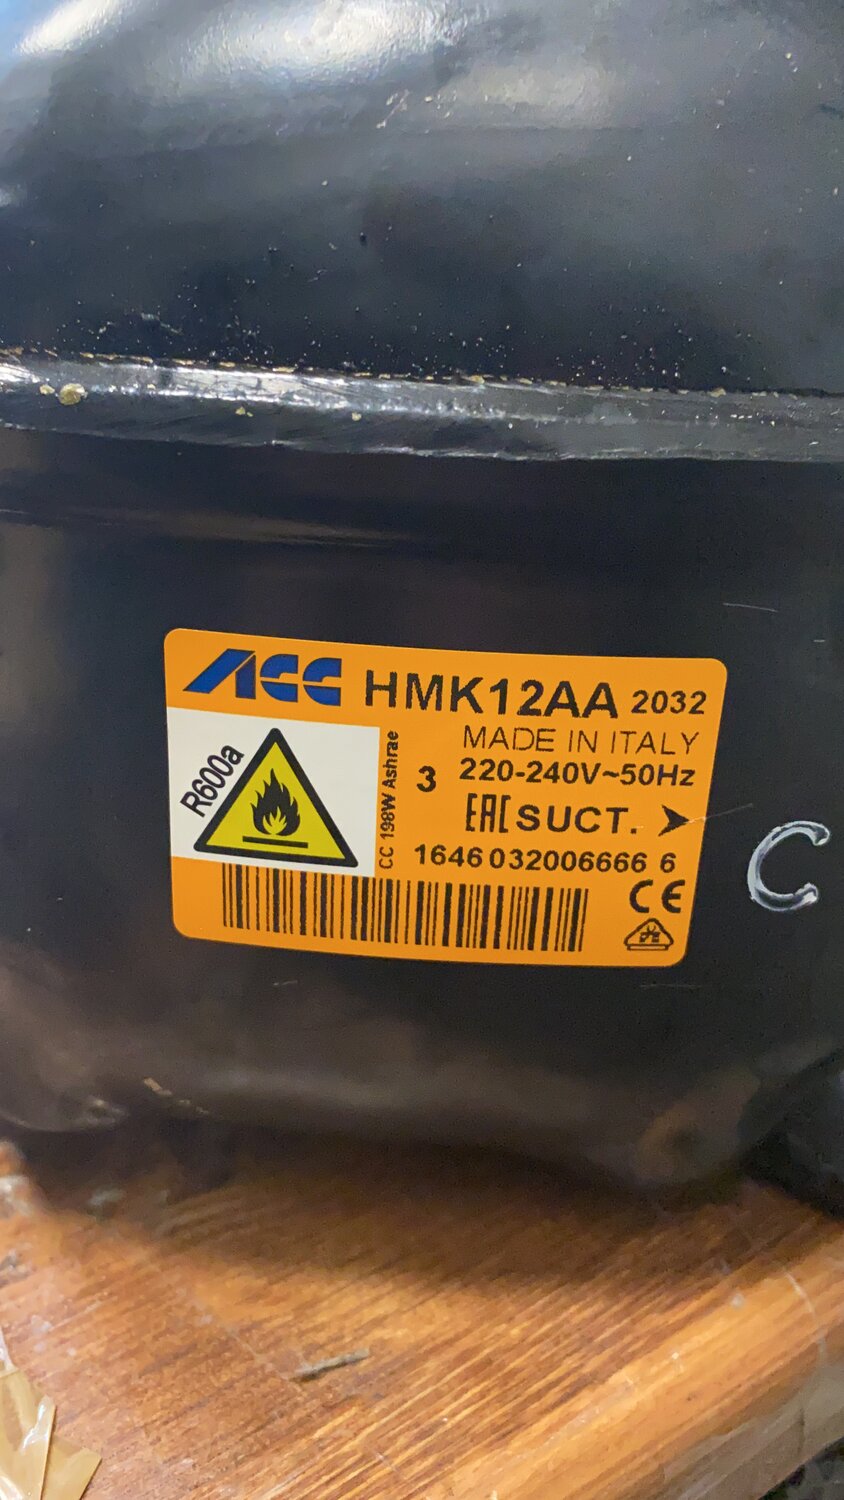 ACC HMK12AA 2032
MADE IN ITALY
R600a
CC 198W Ashrae
3 220-240V~50Hz
EAC SUCT. ➤
1646 032006666 6
CE
C